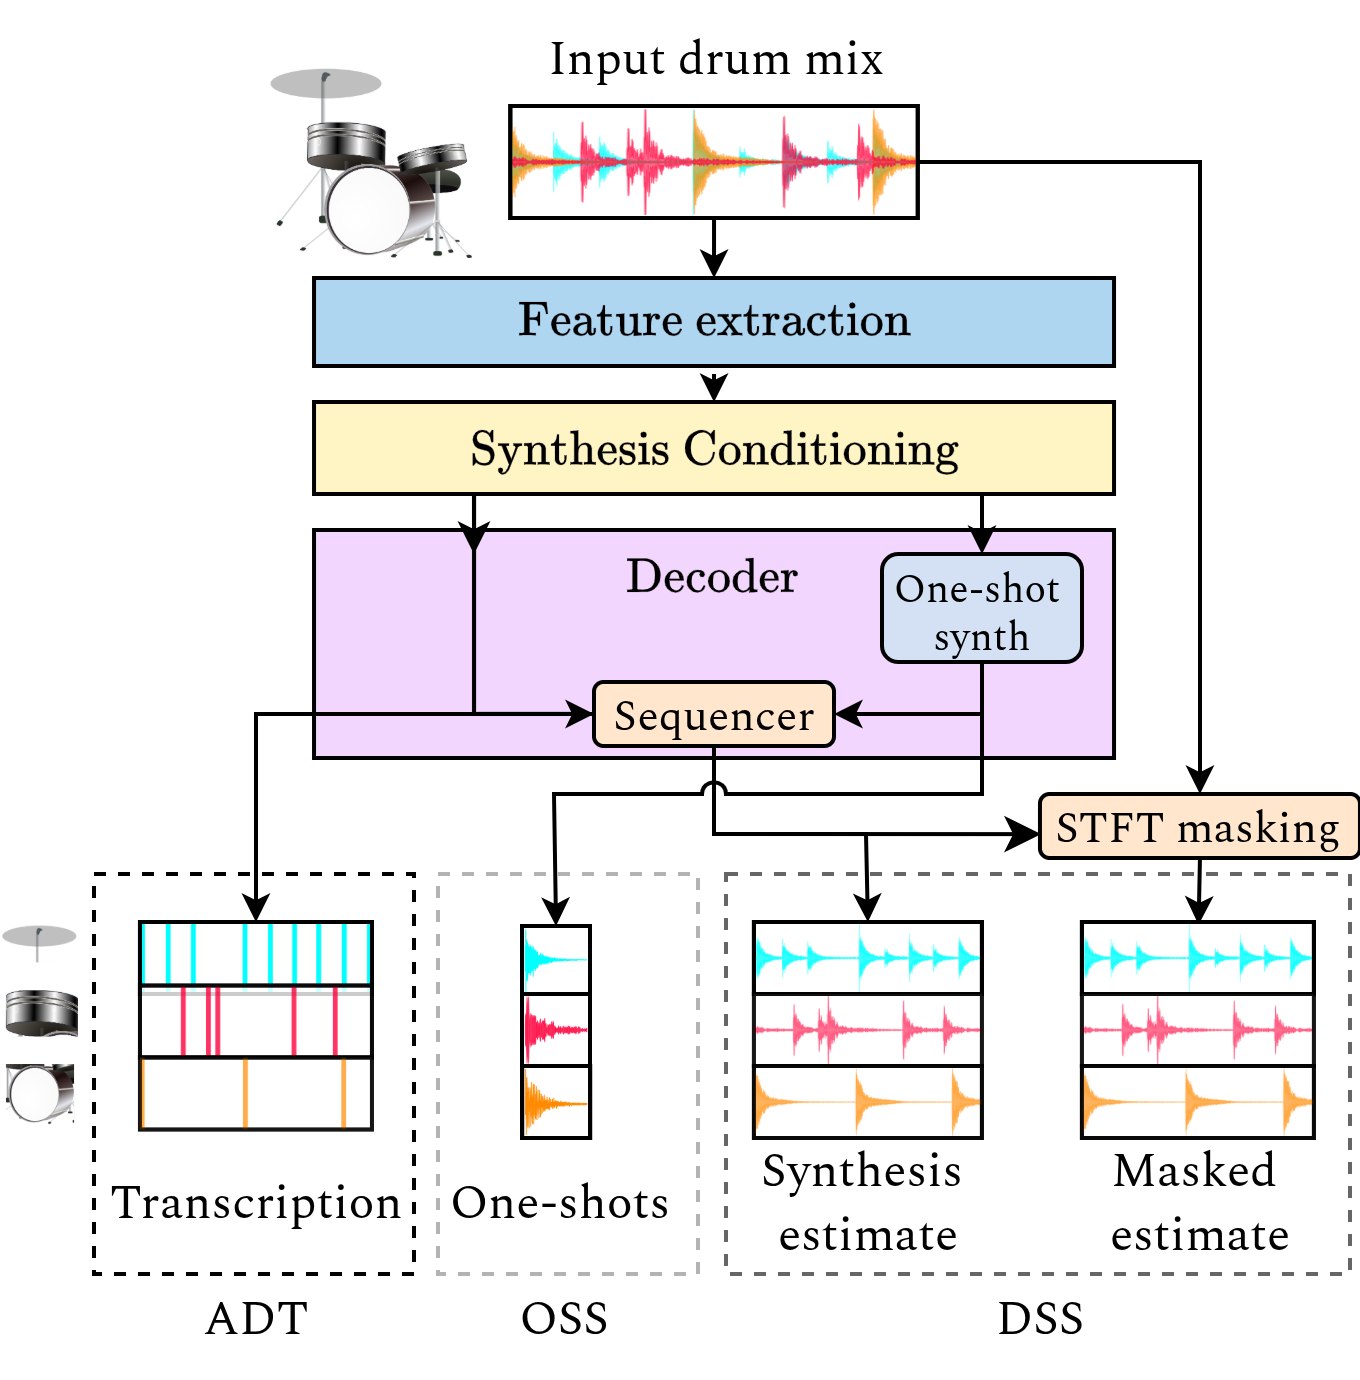 Input drum mix
Feature extraction
Synthesis Conditioning
Decoder
One-shot
synth
Sequencer
STFT masking
Transcription
One-shots
Synthesis
estimate
Masked
estimate
ADT
OSS
DSS